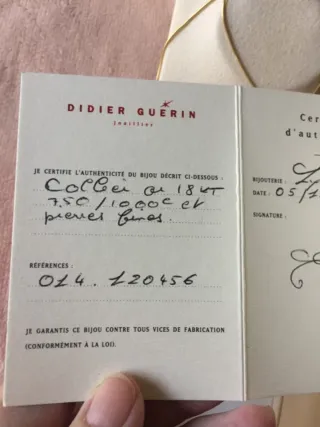 DIDIER GUÉRIN
Joaillier
JE CERTIFIE L'AUTHENTICITÉ DU BIJOU DÉCRIT CI-DESSOUS :
Collier or 18 KT
750/1000e et
pierres fines.
RÉFÉRENCES :
014. 120456
JE GARANTIS CE BIJOU CONTRE TOUS VICES DE FABRICATION
(CONFORMÉMENT À LA LOI).
Cer
d'aut
BIJOUTERIE :
DATE : 05/1
SIGNATURE :